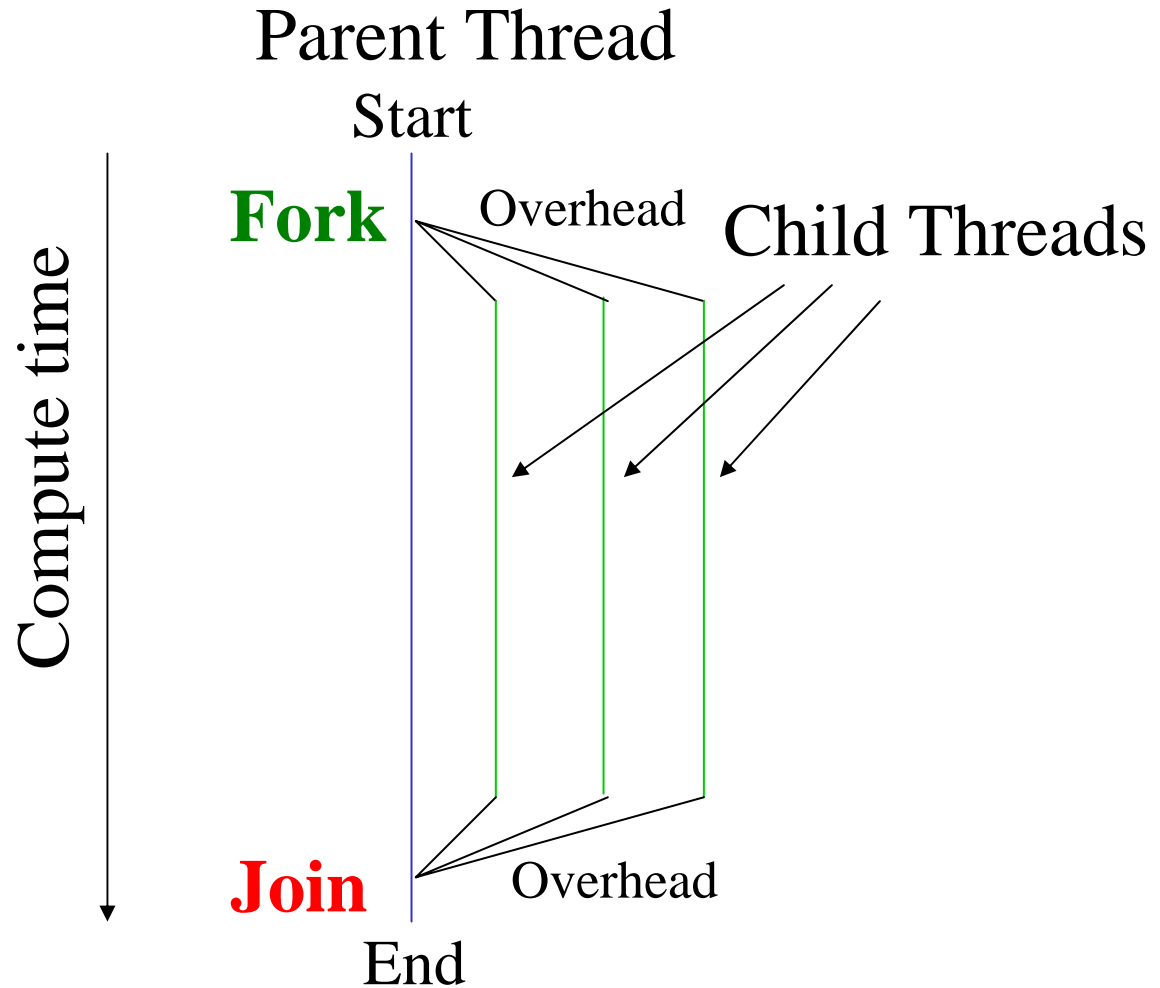 Parent Thread
Start
Fork
Overhead
Child Threads
Compute time
Join
Overhead
End